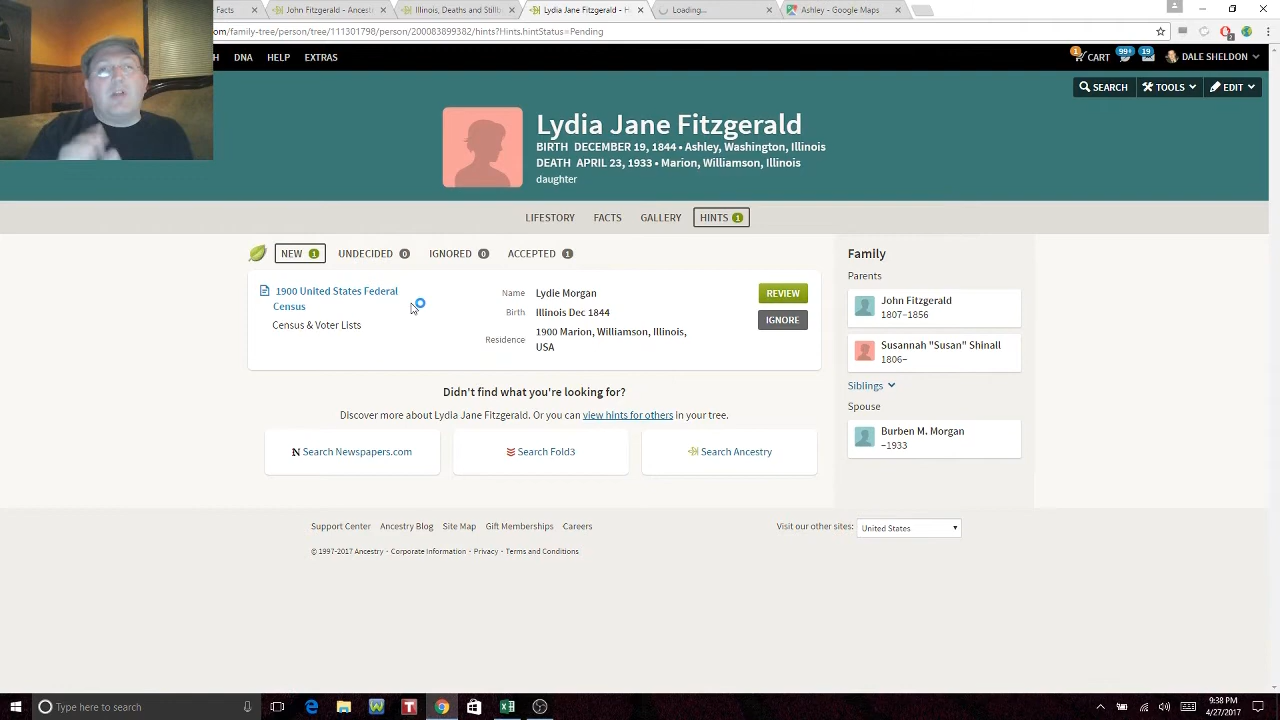 Facts
John Fitzgerald - Ancest
Illinois, Deaths and Stillb
Lydia Jane Fitzgerald - H
Loading...
Ashley - Google Maps
om/family-tree/person/tree/111301798/person/200083899382/hints?Hints.hintStatus=Pending
H DNA HELP EXTRAS
1 CART 99+ 19 DALE SHELDON
SEARCH TOOLS EDIT
Lydia Jane Fitzgerald
BIRTH DECEMBER 19, 1844 • Ashley, Washington, Illinois
DEATH APRIL 23, 1933 • Marion, Williamson, Illinois
daughter
LIFESTORY FACTS GALLERY HINTS 1
NEW 1 UNDECIDED 0 IGNORED 0 ACCEPTED 1
1900 United States Federal
Census
Census & Voter Lists
Name Lydie Morgan
Birth Illinois Dec 1844
Residence 1900 Marion, Williamson, Illinois,
USA
REVIEW
IGNORE
Didn't find what you're looking for?
Discover more about Lydia Jane Fitzgerald. Or you can view hints for others in your tree.
N Search Newspapers.com Search Fold3 Search Ancestry
Family
Parents
John Fitzgerald
1807–1856
Susannah "Susan" Shinall
1806–
Siblings
Spouse
Burben M. Morgan
–1933
Support Center Ancestry Blog Site Map Gift Memberships Careers
Visit our other sites: United States
© 1997-2017 Ancestry Corporate Information Privacy Terms and Conditions
Type here to search
9:38 PM
4/27/2017